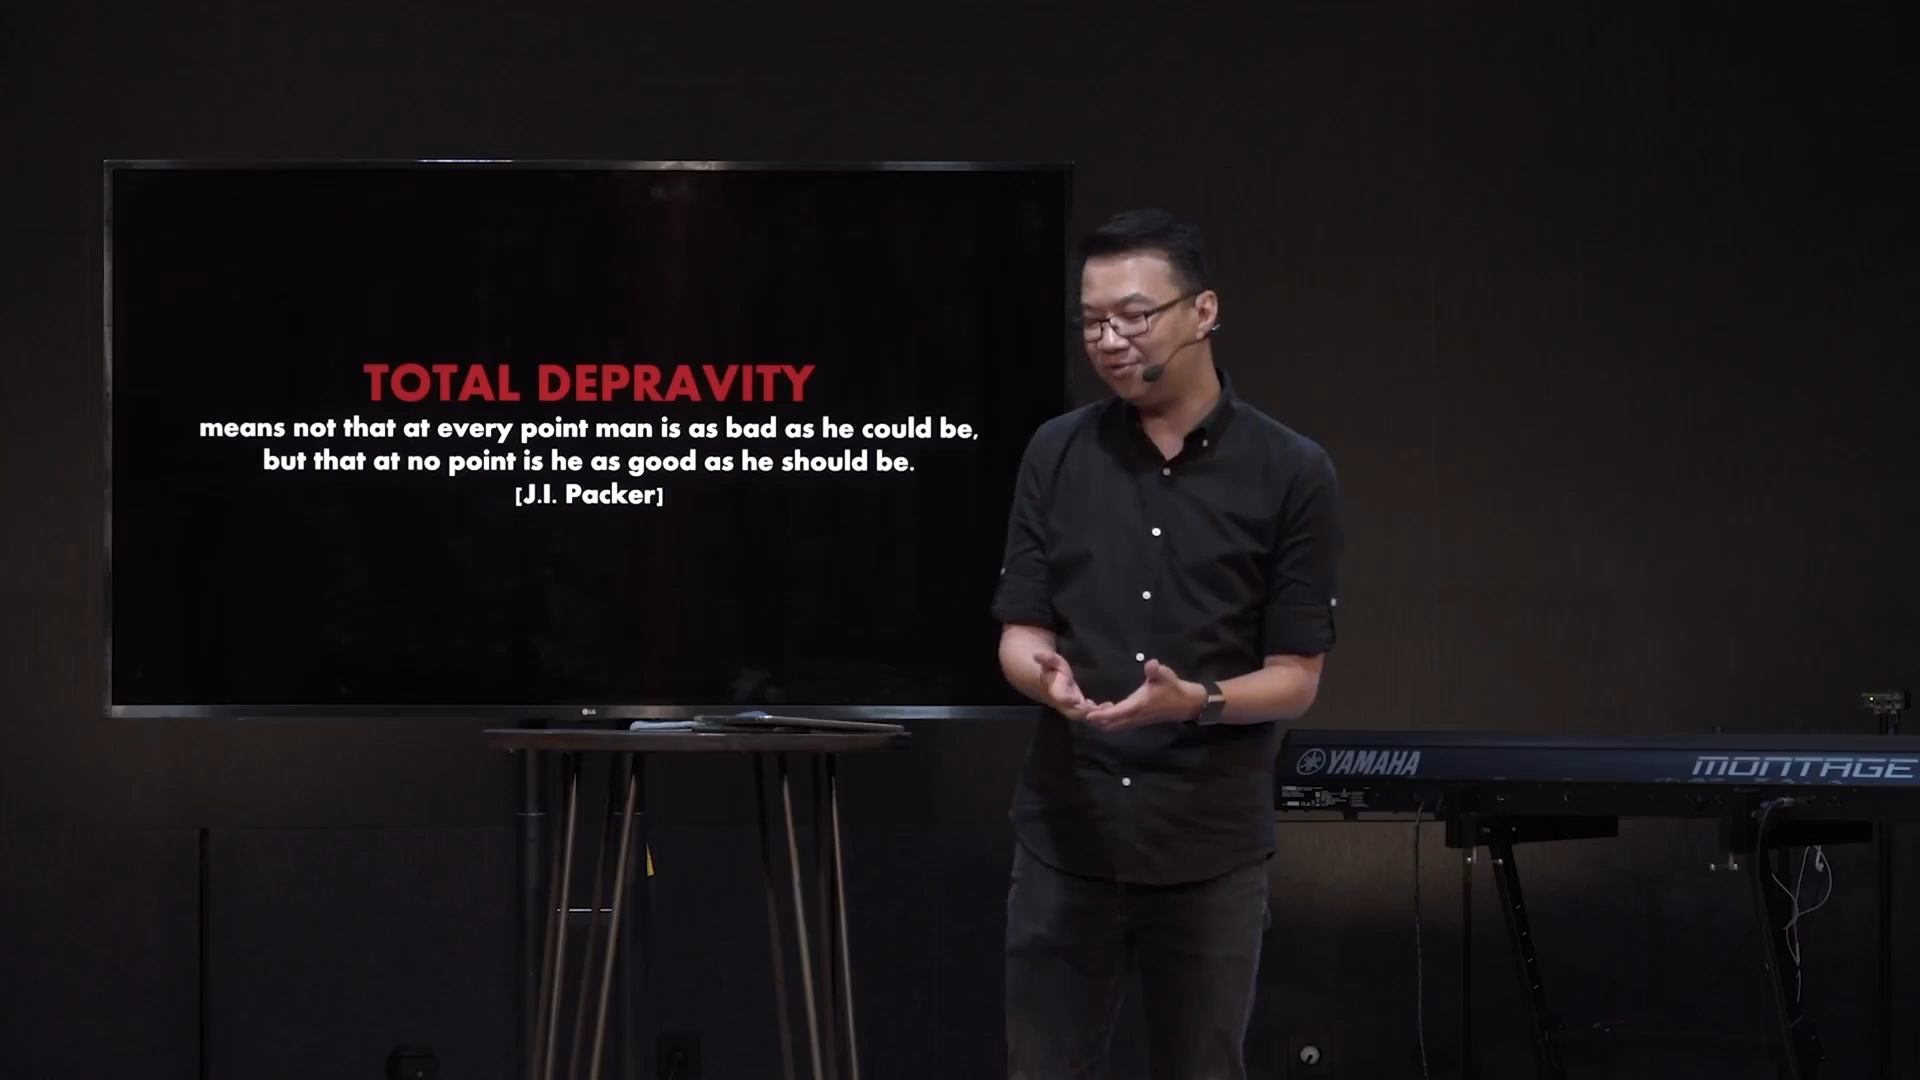 TOTAL DEPRAVITY
means not that at every point man is as bad as he could be,
but that at no point is he as good as he should be.
[J.I. Packer]
LG
YAMAHA
MONTAGE